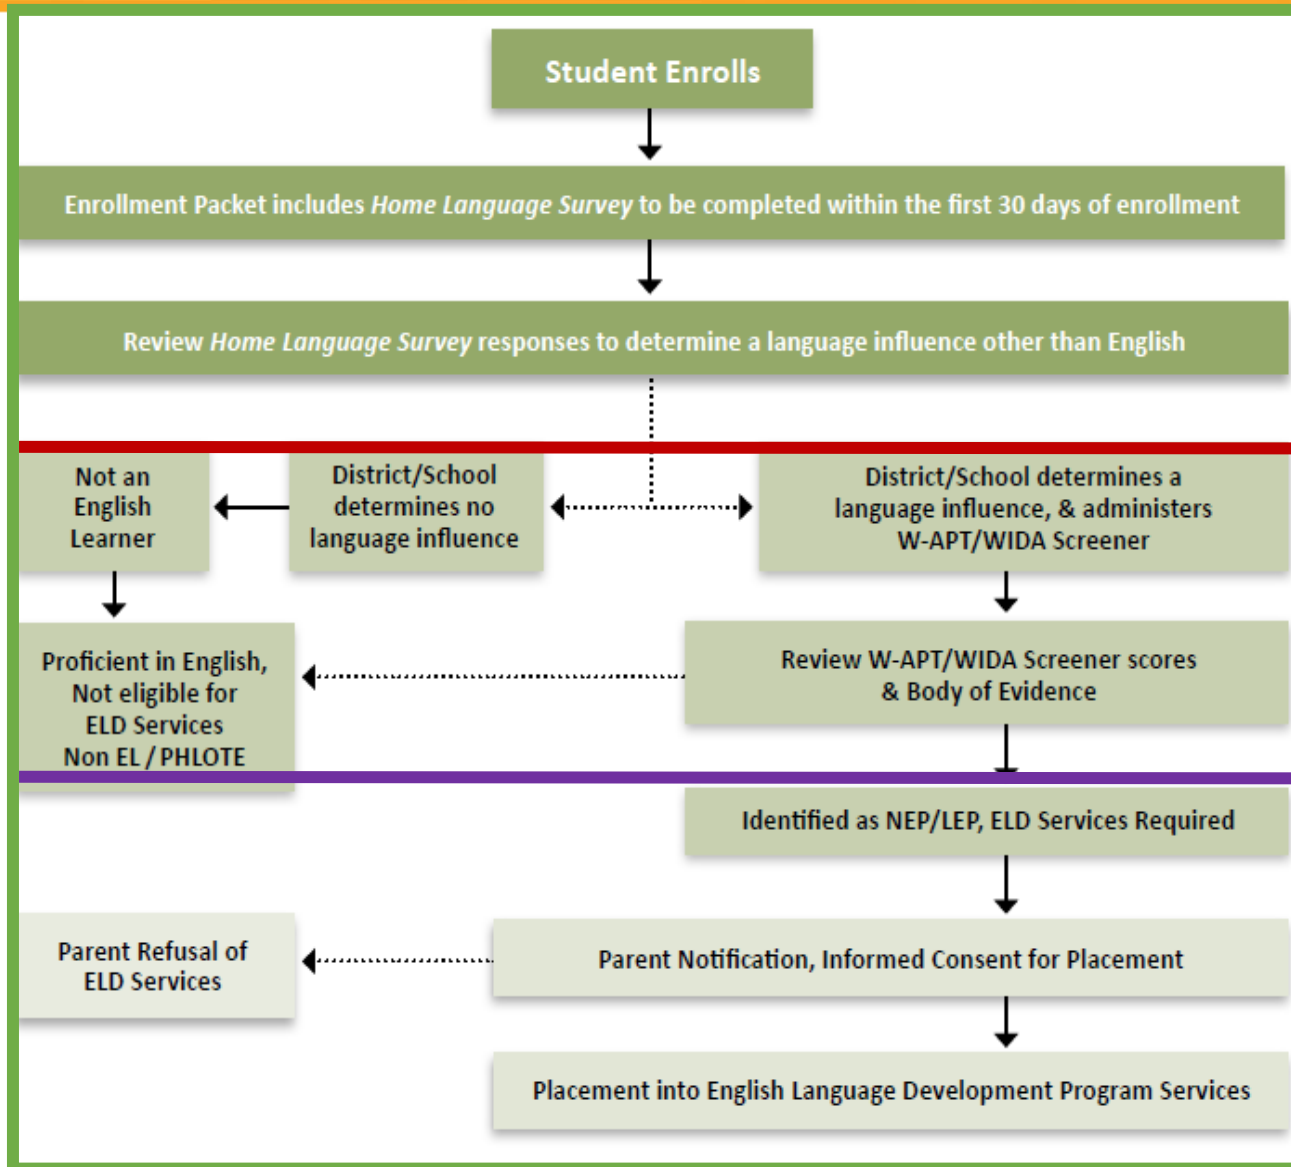 Student Enrolls
Enrollment Packet includes Home Language Survey to be completed within the first 30 days of enrollment
Review Home Language Survey responses to determine a language influence other than English
Not an
English
Learner
District/School
determines no
language influence
District/School determines a
language influence, & administers
W-APT/WIDA Screener
Proficient in English,
Not eligible for
ELD Services
Non EL / PHLOTE
Review W-APT/WIDA Screener scores
& Body of Evidence
Identified as NEP/LEP, ELD Services Required
Parent Refusal of
ELD Services
Parent Notification, Informed Consent for Placement
Placement into English Language Development Program Services